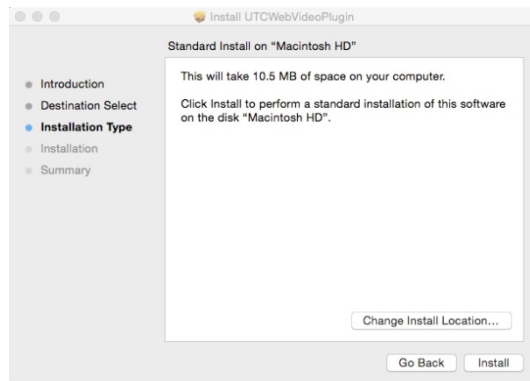 Install UTCWebVideoPlugin
Standard Install on “Macintosh HD”
Introduction
Destination Select
Installation Type
Installation
Summary
This will take 10.5 MB of space on your computer.
Click Install to perform a standard installation of this software
on the disk “Macintosh HD”.
Change Install Location...
Go Back
Install